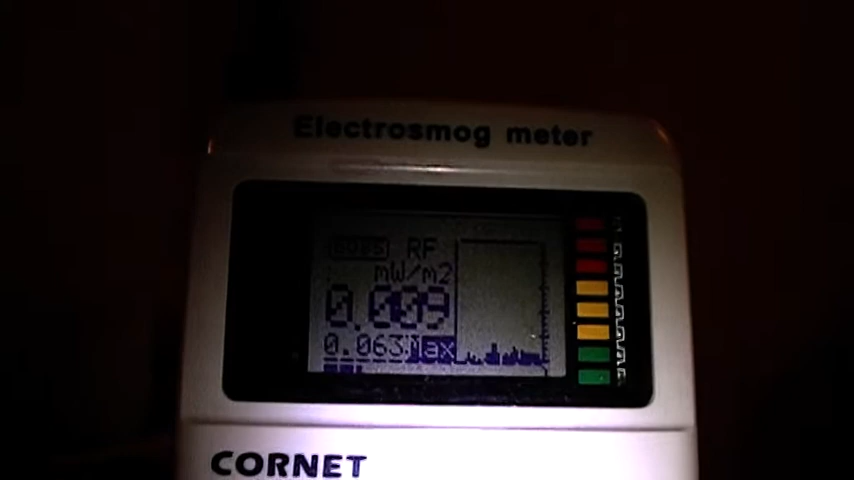 Electrosmog meter
RF
mW/m2
0.009
0.063 Max
CORNET